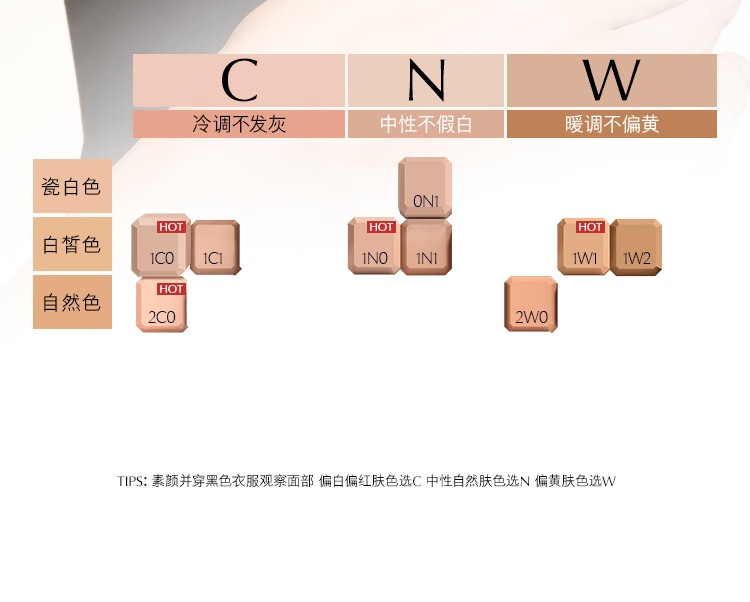 C N W
冷调不发灰 中性不假白 暖调不偏黄
瓷白色
0N1
白皙色
HOT HOT HOT
1C0 1C1 1N0 1N1 1W1 1W2
自然色
HOT
2C0 2W0
TIPS: 素颜并穿黑色衣服观察面部 偏白偏红肤色选C 中性自然肤色选N 偏黄肤色选W